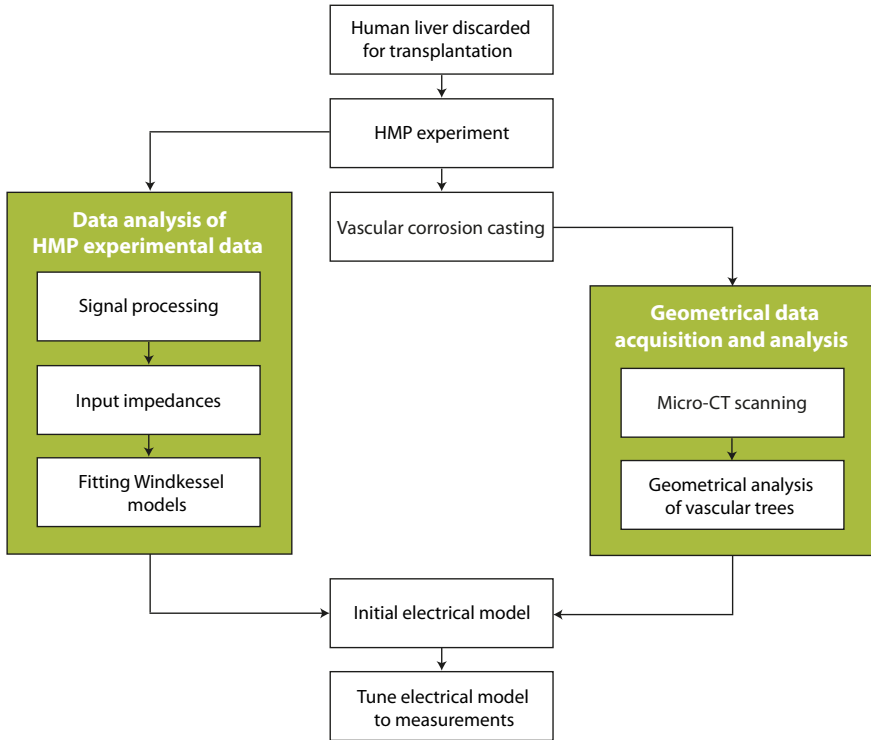 Human liver discarded
for transplantation
HMP experiment
Vascular corrosion casting
Data analysis of
HMP experimental data
Signal processing
Input impedances
Fitting Windkessel
models
Geometrical data
acquisition and analysis
Micro-CT scanning
Geometrical analysis
of vascular trees
Initial electrical model
Tune electrical model
to measurements